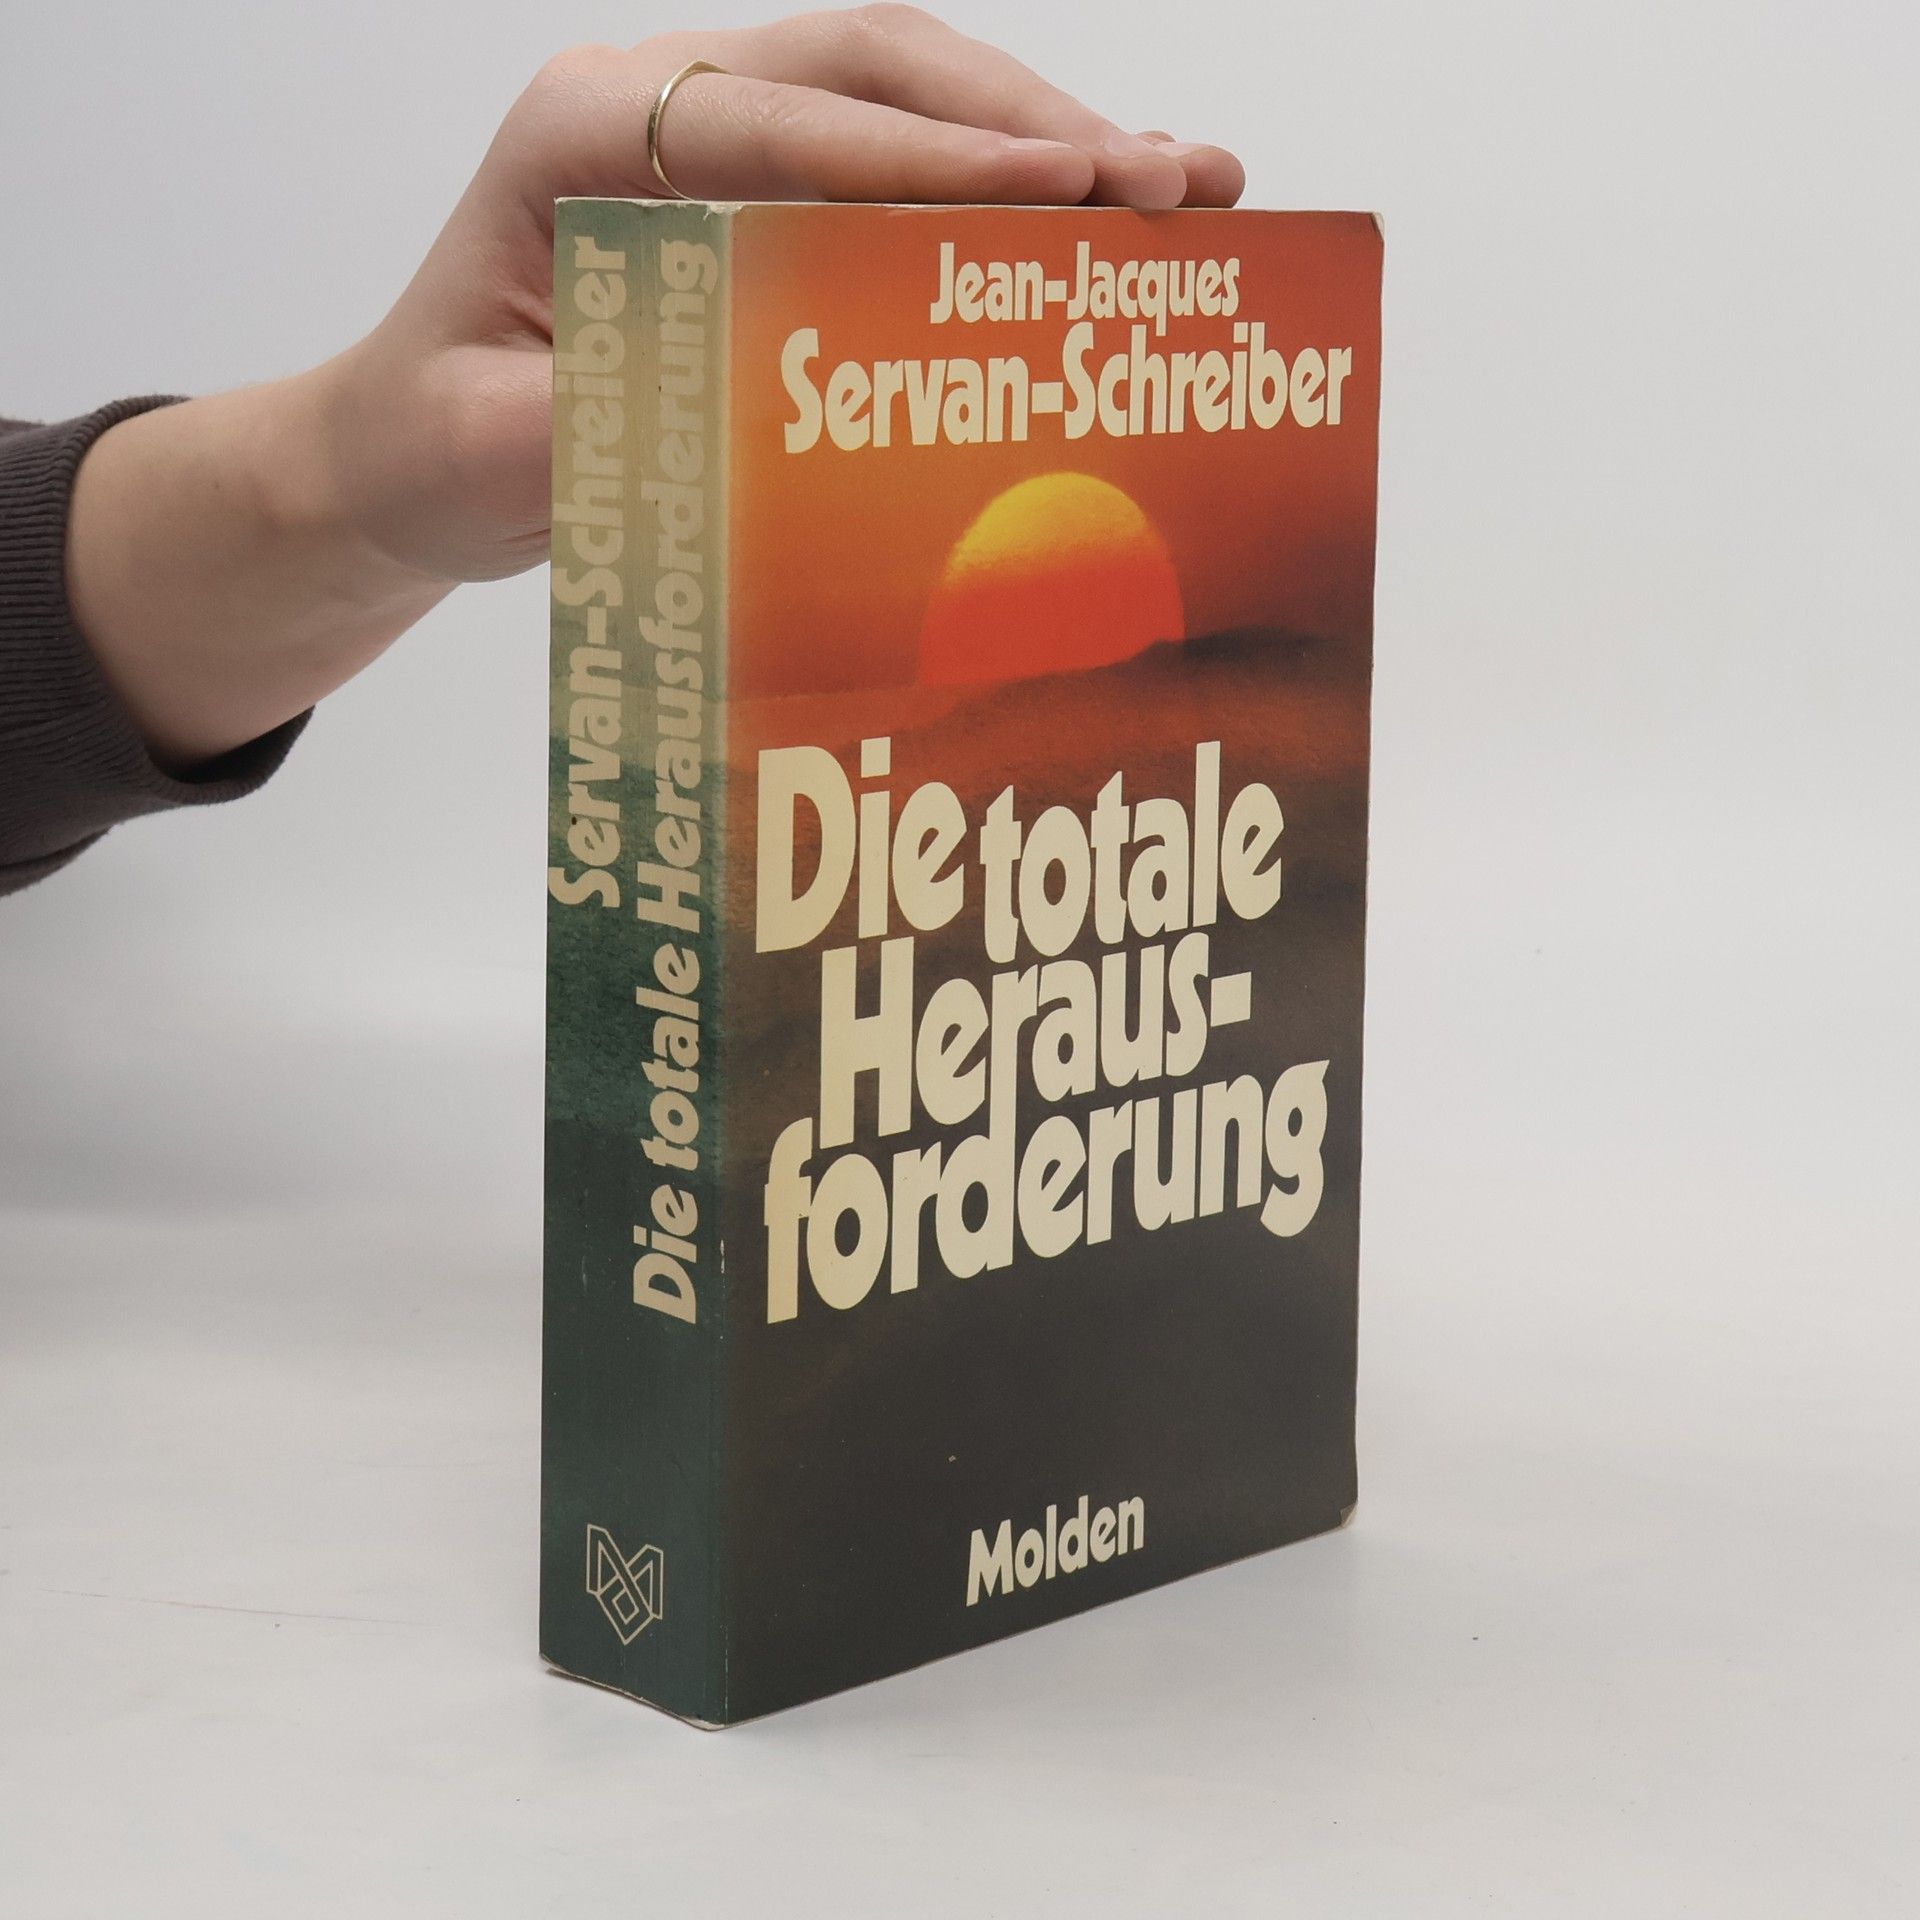 Servan-Schreiber
Die totale Herausforderung
Jean-Jacques
Servan-Schreiber
Die totale
Heraus-
forderung
Molden